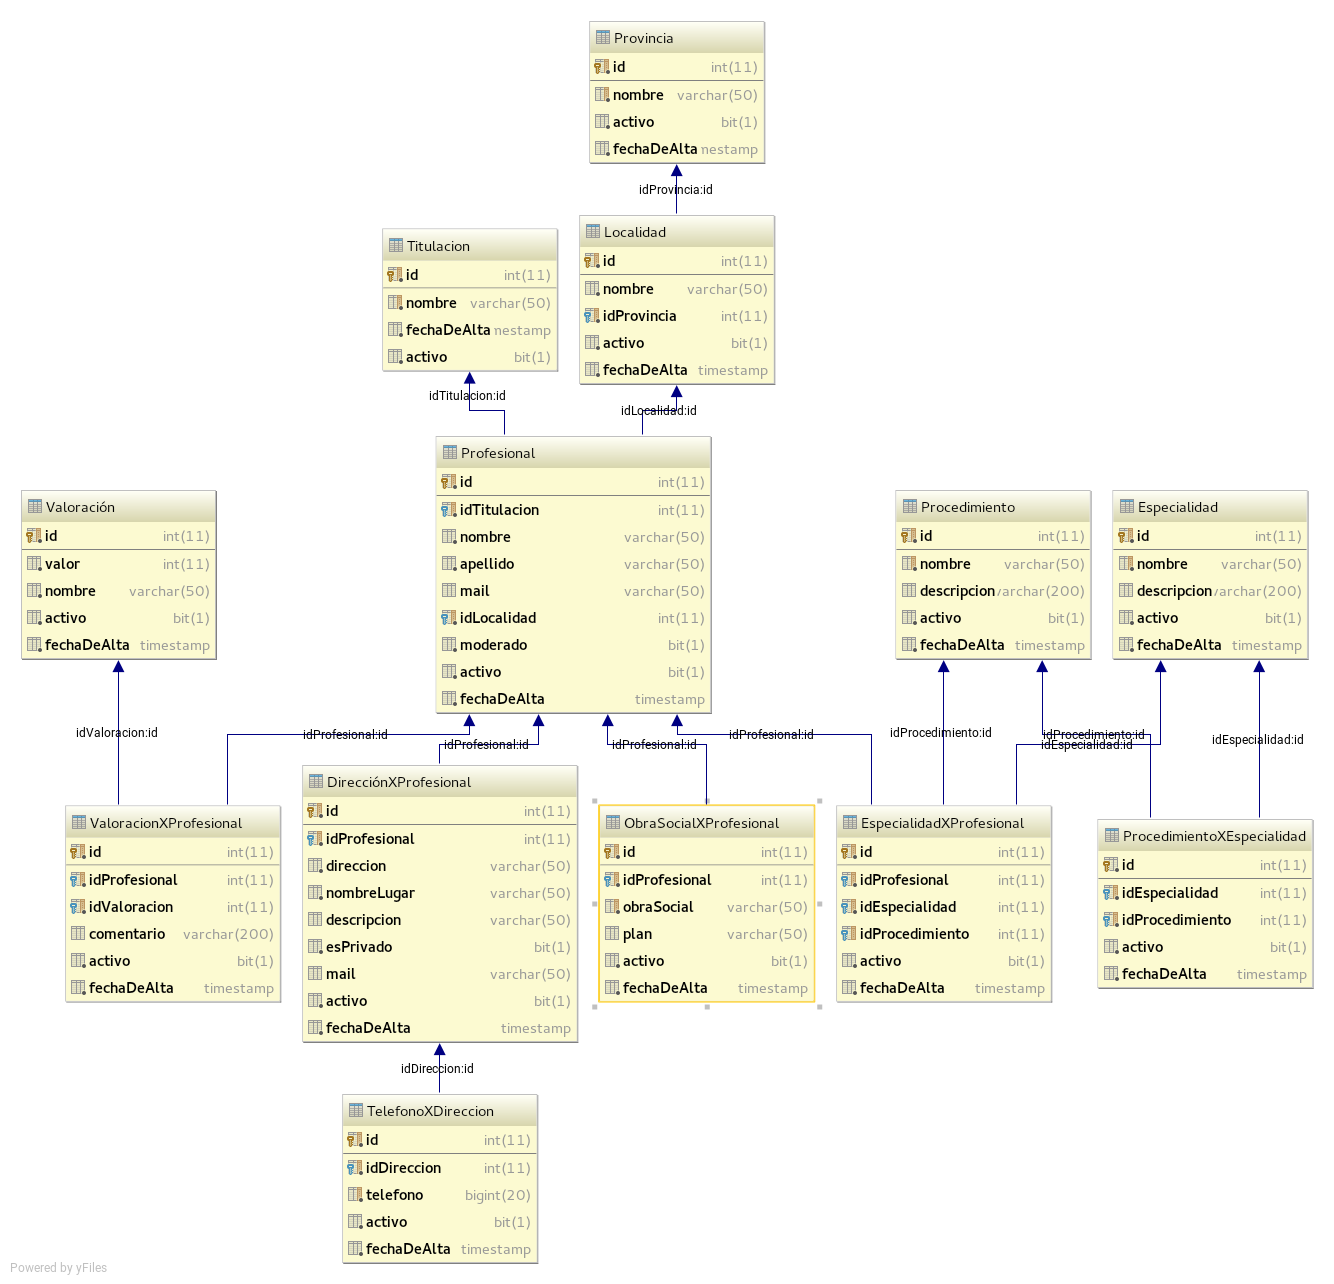 Provincia
id int(11)
nombre varchar(50)
activo bit(1)
fechaDeAlta nestamp
idProvincia:id
Localidad
id int(11)
nombre varchar(50)
idProvincia int(11)
activo bit(1)
fechaDeAlta timestamp
Titulacion
id int(11)
nombre varchar(50)
fechaDeAlta nestamp
activo bit(1)
idTitulacion:id
idLocalidad:id
Profesional
id int(11)
idTitulacion int(11)
nombre varchar(50)
apellido varchar(50)
mail varchar(50)
idLocalidad int(11)
moderado bit(1)
activo bit(1)
fechaDeAlta timestamp
Valoración
id int(11)
valor int(11)
nombre varchar(50)
activo bit(1)
fechaDeAlta timestamp
Procedimiento
id int(11)
nombre varchar(50)
descripcion varchar(200)
activo bit(1)
fechaDeAlta timestamp
Especialidad
id int(11)
nombre varchar(50)
descripcion varchar(200)
activo bit(1)
fechaDeAlta timestamp
idValoracion:id
idProfesional:id
idProfesional:id
idProfesional:id
idProfesional:id
idProcedimiento:id
idProcedimiento:id
idEspecialidad:id
idEspecialidad:id
ValoracionXProfesional
id int(11)
idProfesional int(11)
idValoracion int(11)
comentario varchar(200)
activo bit(1)
fechaDeAlta timestamp
DirecciónXProfesional
id int(11)
idProfesional int(11)
direccion varchar(50)
nombreLugar varchar(50)
descripcion varchar(50)
esPrivado bit(1)
mail varchar(50)
activo bit(1)
fechaDeAlta timestamp
ObraSocialXProfesional
id int(11)
idProfesional int(11)
obraSocial varchar(50)
plan varchar(50)
activo bit(1)
fechaDeAlta timestamp
EspecialidadXProfesional
id int(11)
idProfesional int(11)
idEspecialidad int(11)
idProcedimiento int(11)
activo bit(1)
fechaDeAlta timestamp
ProcedimientoXEspecialidad
id int(11)
idEspecialidad int(11)
idProcedimiento int(11)
activo bit(1)
fechaDeAlta timestamp
idDireccion:id
TelefonoXDireccion
id int(11)
idDireccion int(11)
telefono bigint(20)
activo bit(1)
fechaDeAlta timestamp
Powered by yFiles